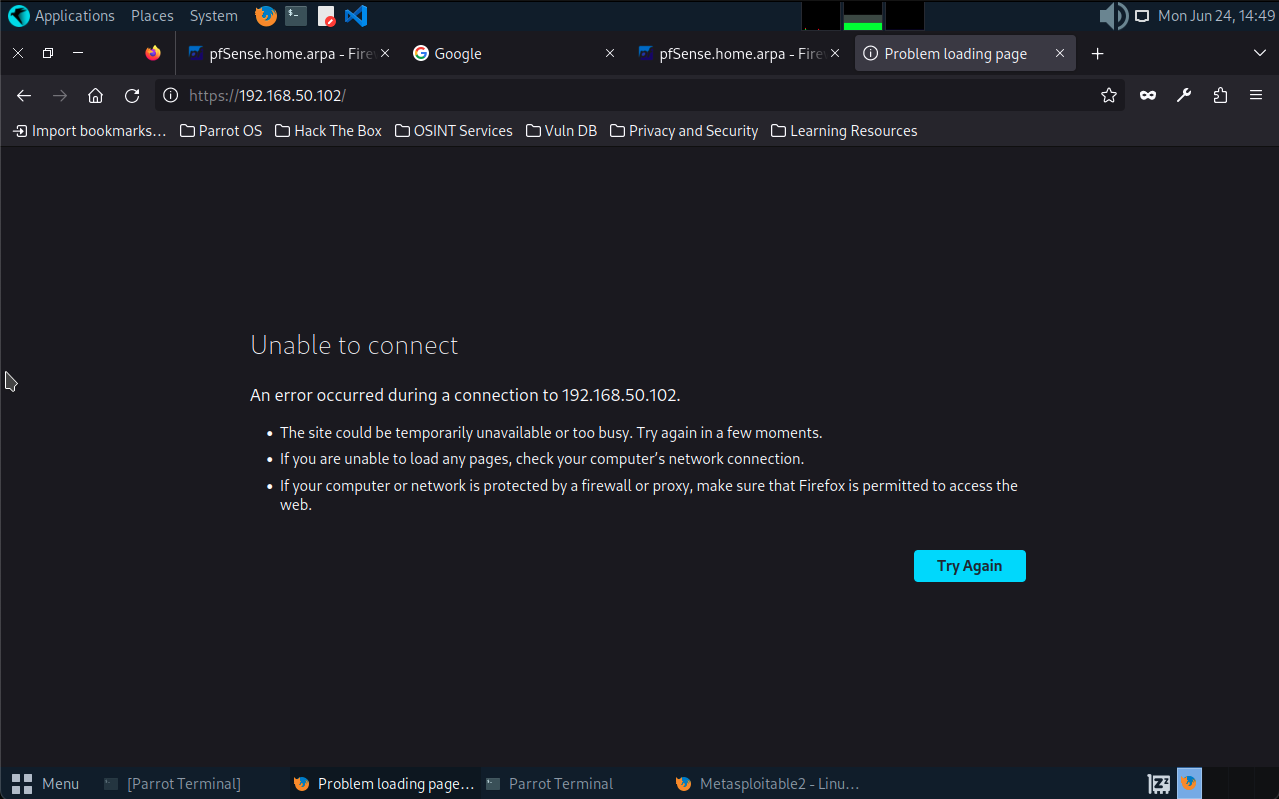 Applications Places System Mon Jun 24, 14:49
pfSense.home.arpa - Fire Google pfSense.home.arpa - Fire Problem loading page
https://192.168.50.102/
Import bookmarks… Parrot OS Hack The Box OSINT Services Vuln DB Privacy and Security Learning Resources
Unable to connect
An error occurred during a connection to 192.168.50.102.
• The site could be temporarily unavailable or too busy. Try again in a few moments.
• If you are unable to load any pages, check your computer’s network connection.
• If your computer or network is protected by a firewall or proxy, make sure that Firefox is permitted to access the
web.
Try Again
Menu [Parrot Terminal] Problem loading page... Parrot Terminal Metasploitable2 - Linu...